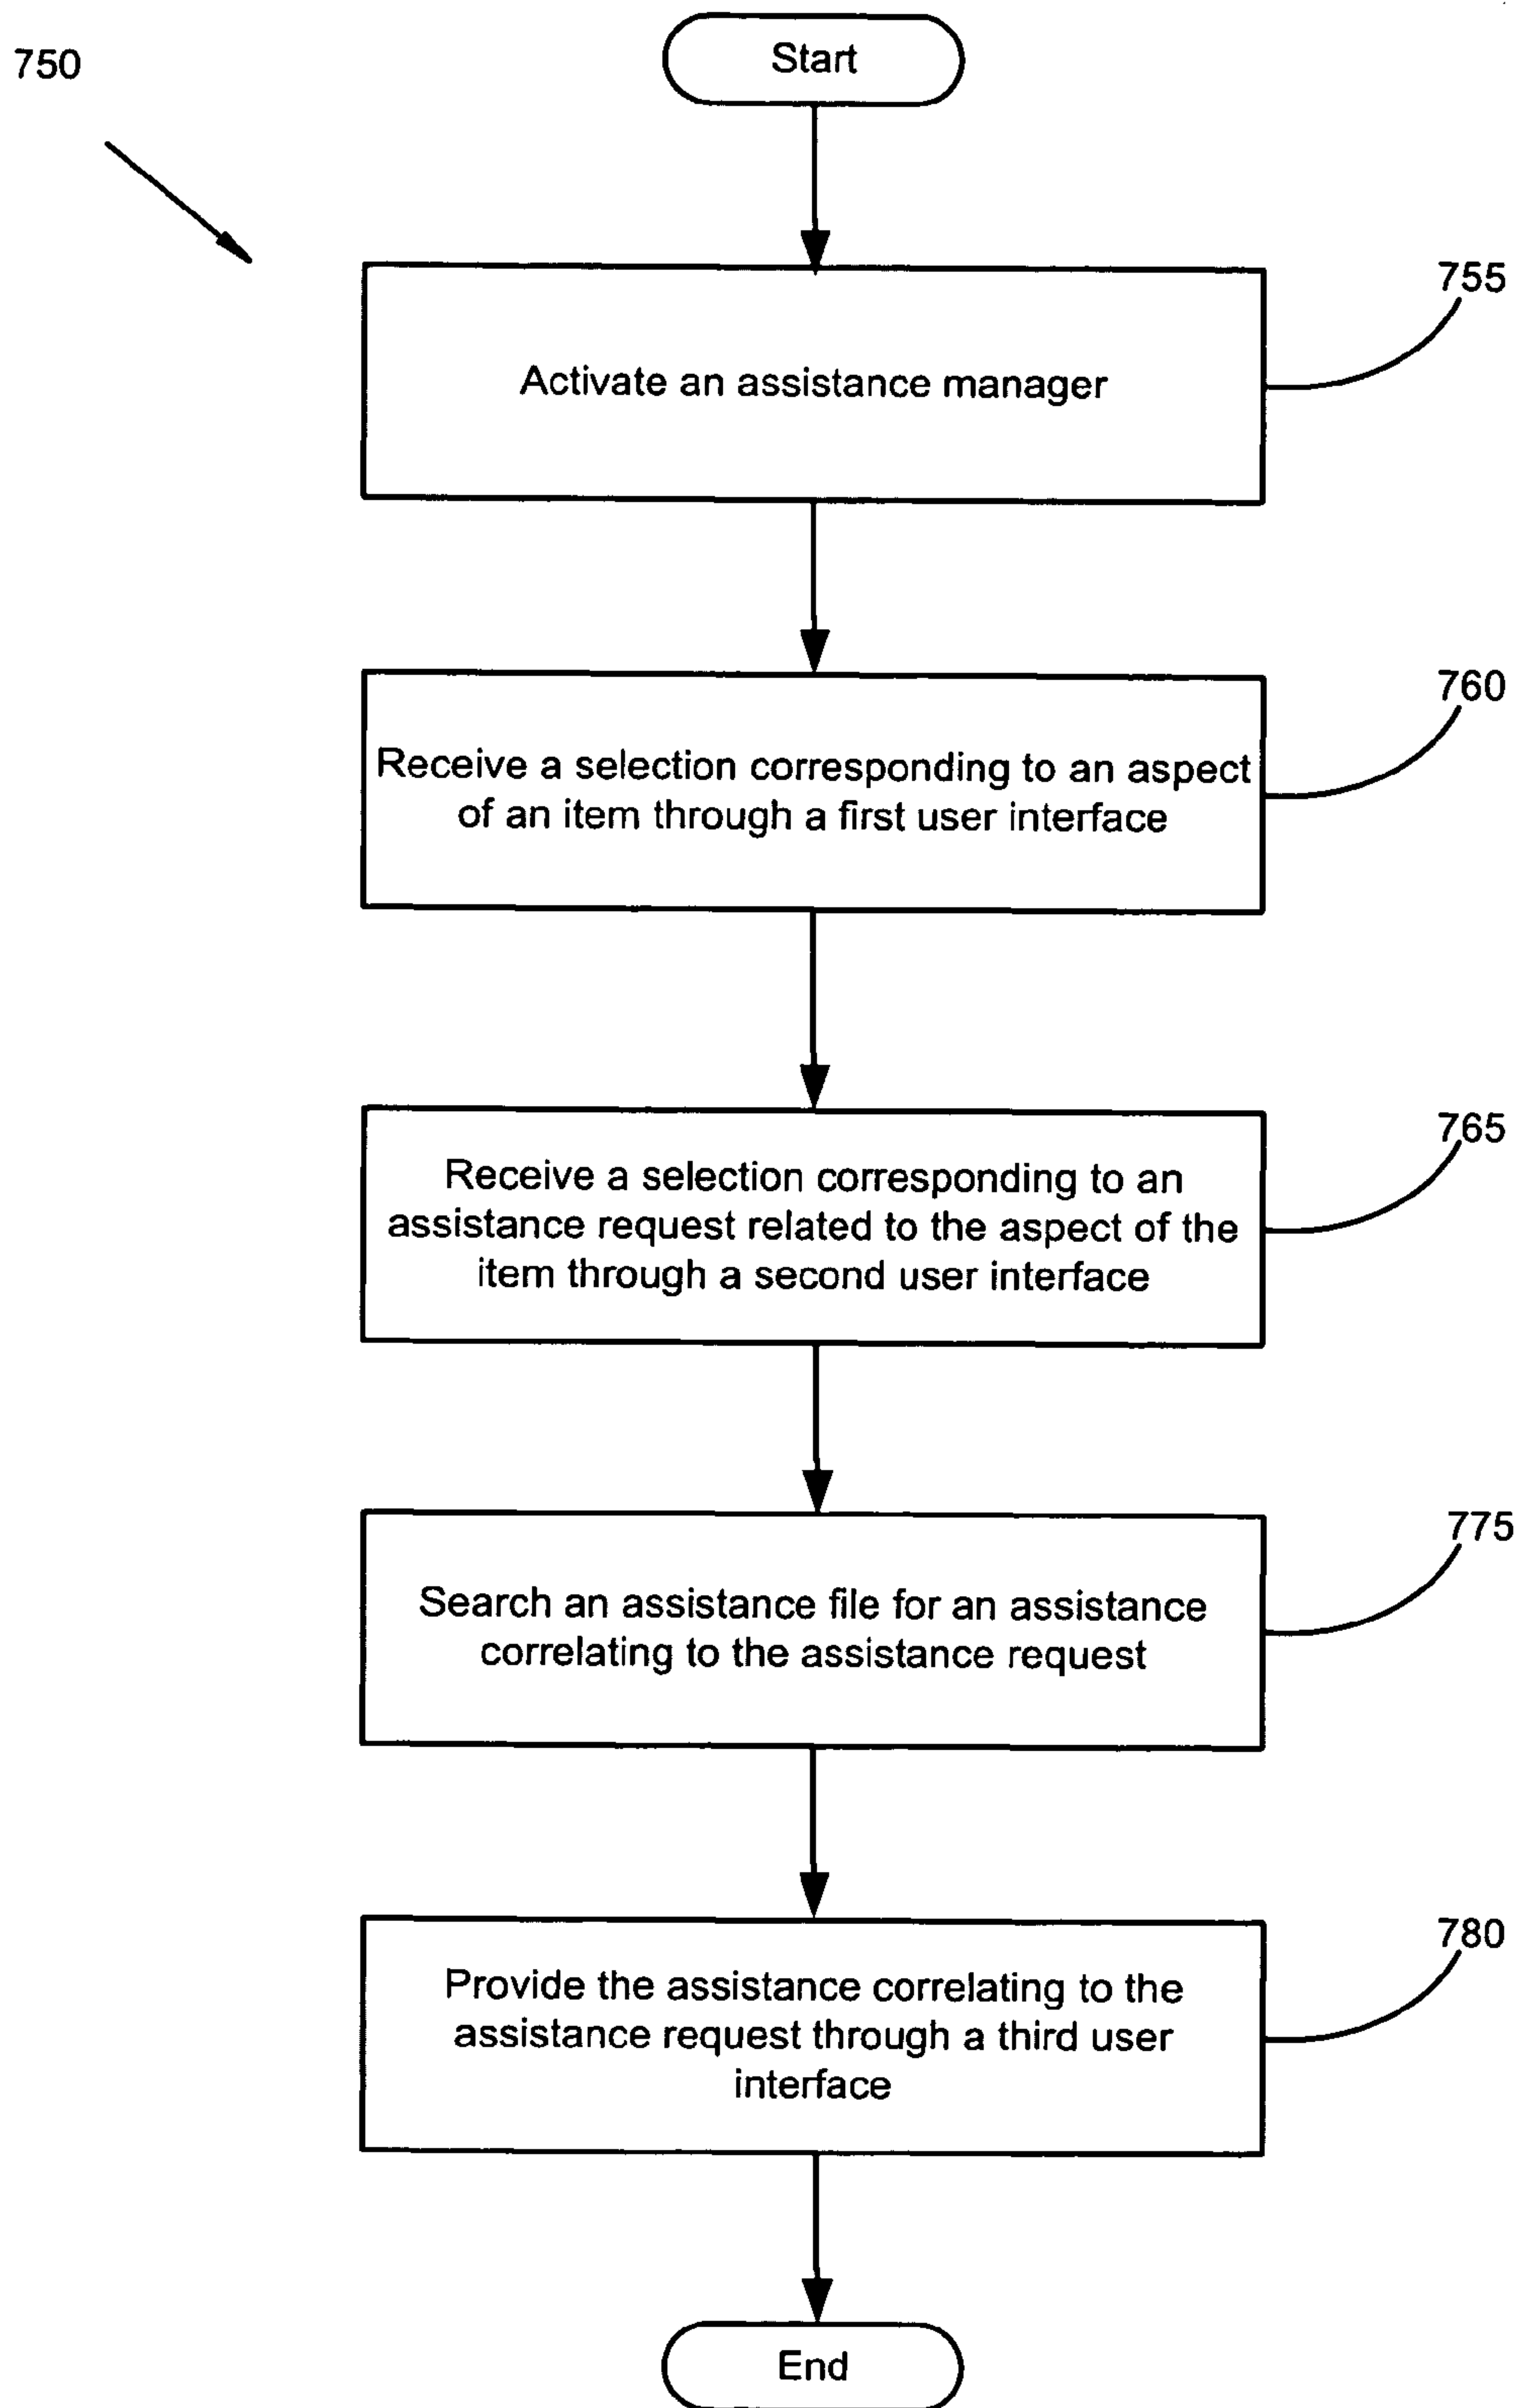 750
Start
755
Activate an assistance manager
760
Receive a selection corresponding to an aspect
of an item through a first user interface
765
Receive a selection corresponding to an
assistance request related to the aspect of the
item through a second user interface
775
Search an assistance file for an assistance
correlating to the assistance request
780
Provide the assistance correlating to the
assistance request through a third user
interface
End